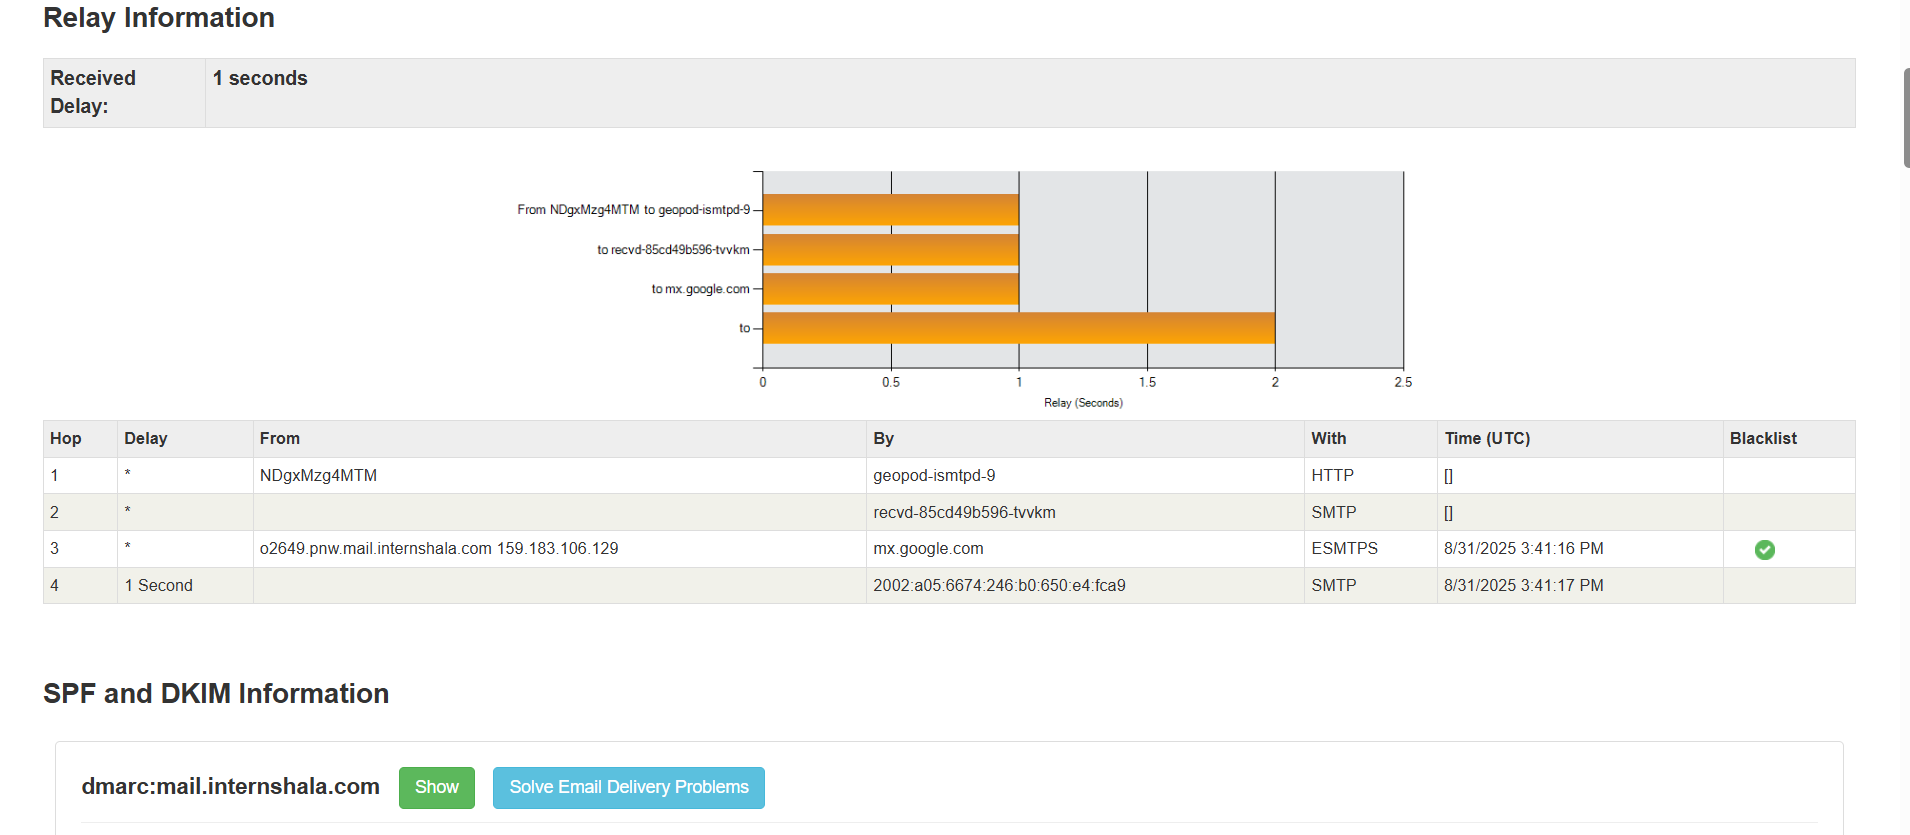 Relay Information
Received Delay: 1 seconds
From NDgxMzg4MTM to geopod-ismtpd-9
to recvd-85cd49b596-tvvkm
to mx.google.com
to
0 0.5 1 1.5 2 2.5
Relay (Seconds)
Hop Delay From By With Time (UTC) Blacklist
1 * NDgxMzg4MTM geopod-ismtpd-9 HTTP []
2 * recvd-85cd49b596-tvvkm SMTP []
3 * o2649.pnw.mail.internshala.com 159.183.106.129 mx.google.com ESMTPS 8/31/2025 3:41:16 PM
4 1 Second 2002:a05:6674:246:b0:650:e4:fca9 SMTP 8/31/2025 3:41:17 PM
SPF and DKIM Information
dmarc:mail.internshala.com Show Solve Email Delivery Problems